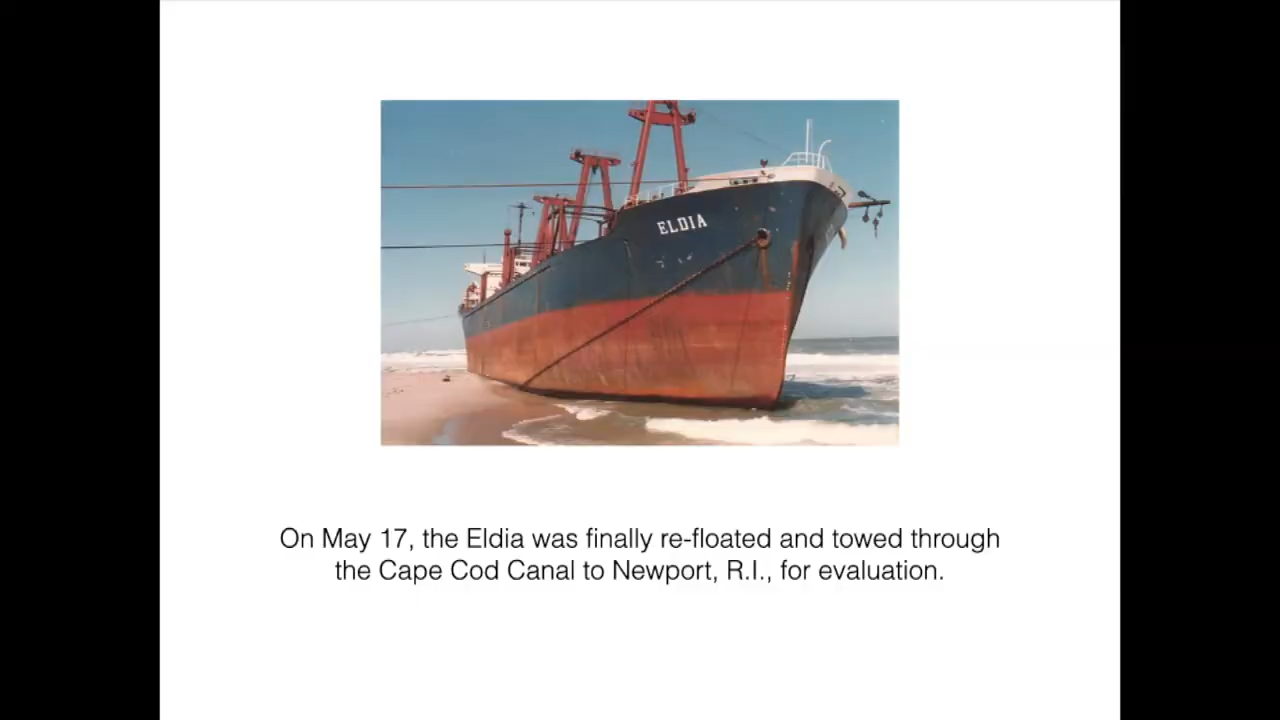 ELDIA
On May 17, the Eldia was finally re-floated and towed through
the Cape Cod Canal to Newport, R.I., for evaluation.